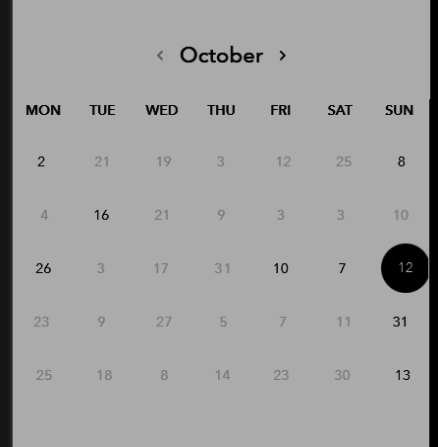 ‹ October ›
MON TUE WED THU FRI SAT SUN
2 21 19 3 12 25 8
4 16 21 9 3 3 10
26 3 17 31 10 7 12
23 9 27 5 7 11 31
25 18 8 14 23 30 13